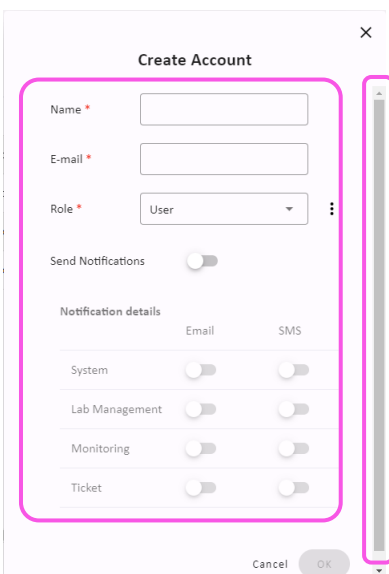 Create Account
Name *
E-mail *
Role * User
Send Notifications
Notification details
Email SMS
System
Lab Management
Monitoring
Ticket
Cancel OK